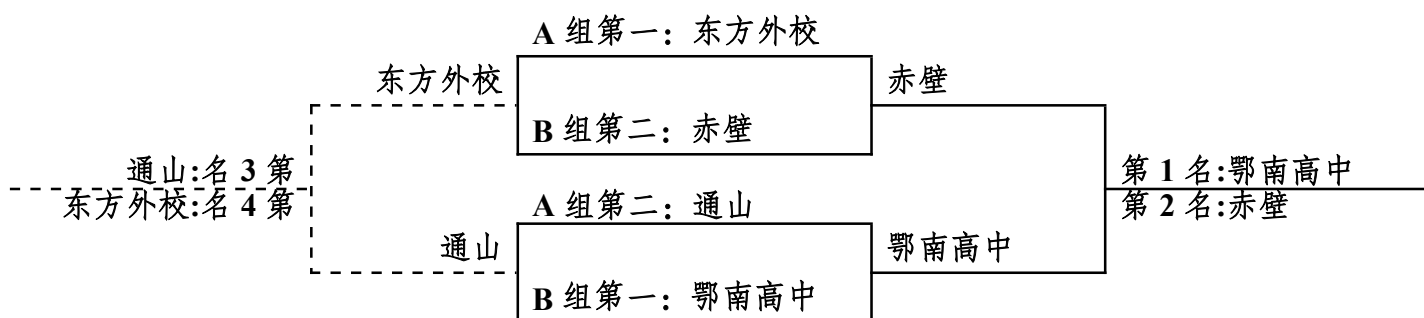 A 组第一：东方外校
东方外校
赤壁
B 组第二：赤壁
通山:名 3 第
第 1 名:鄂南高中
东方外校:名 4 第
A 组第二：通山
第 2 名:赤壁
通山
鄂南高中
B 组第一：鄂南高中